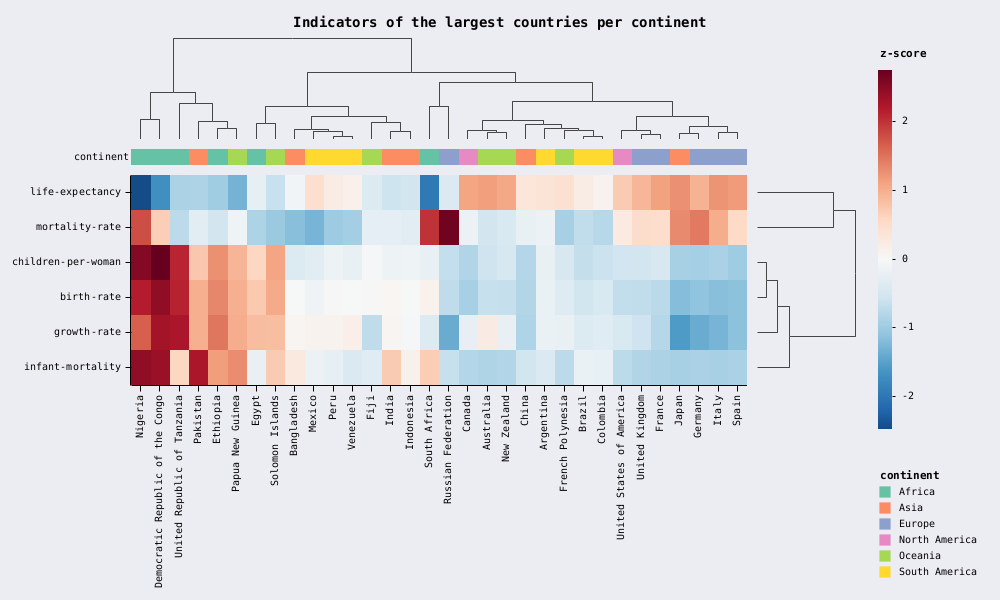 Indicators of the largest countries per continent
z-score
2
1
0
-1
-2
continent
life-expectancy
mortality-rate
children-per-woman
birth-rate
growth-rate
infant-mortality
Nigeria
Democratic Republic of the Congo
United Republic of Tanzania
Pakistan
Ethiopia
Papua New Guinea
Egypt
Solomon Islands
Bangladesh
Mexico
Peru
Venezuela
Fiji
India
Indonesia
South Africa
Russian Federation
Canada
Australia
New Zealand
China
Argentina
French Polynesia
Brazil
Colombia
United States of America
United Kingdom
France
Japan
Germany
Italy
Spain
continent
Africa
Asia
Europe
North America
Oceania
South America